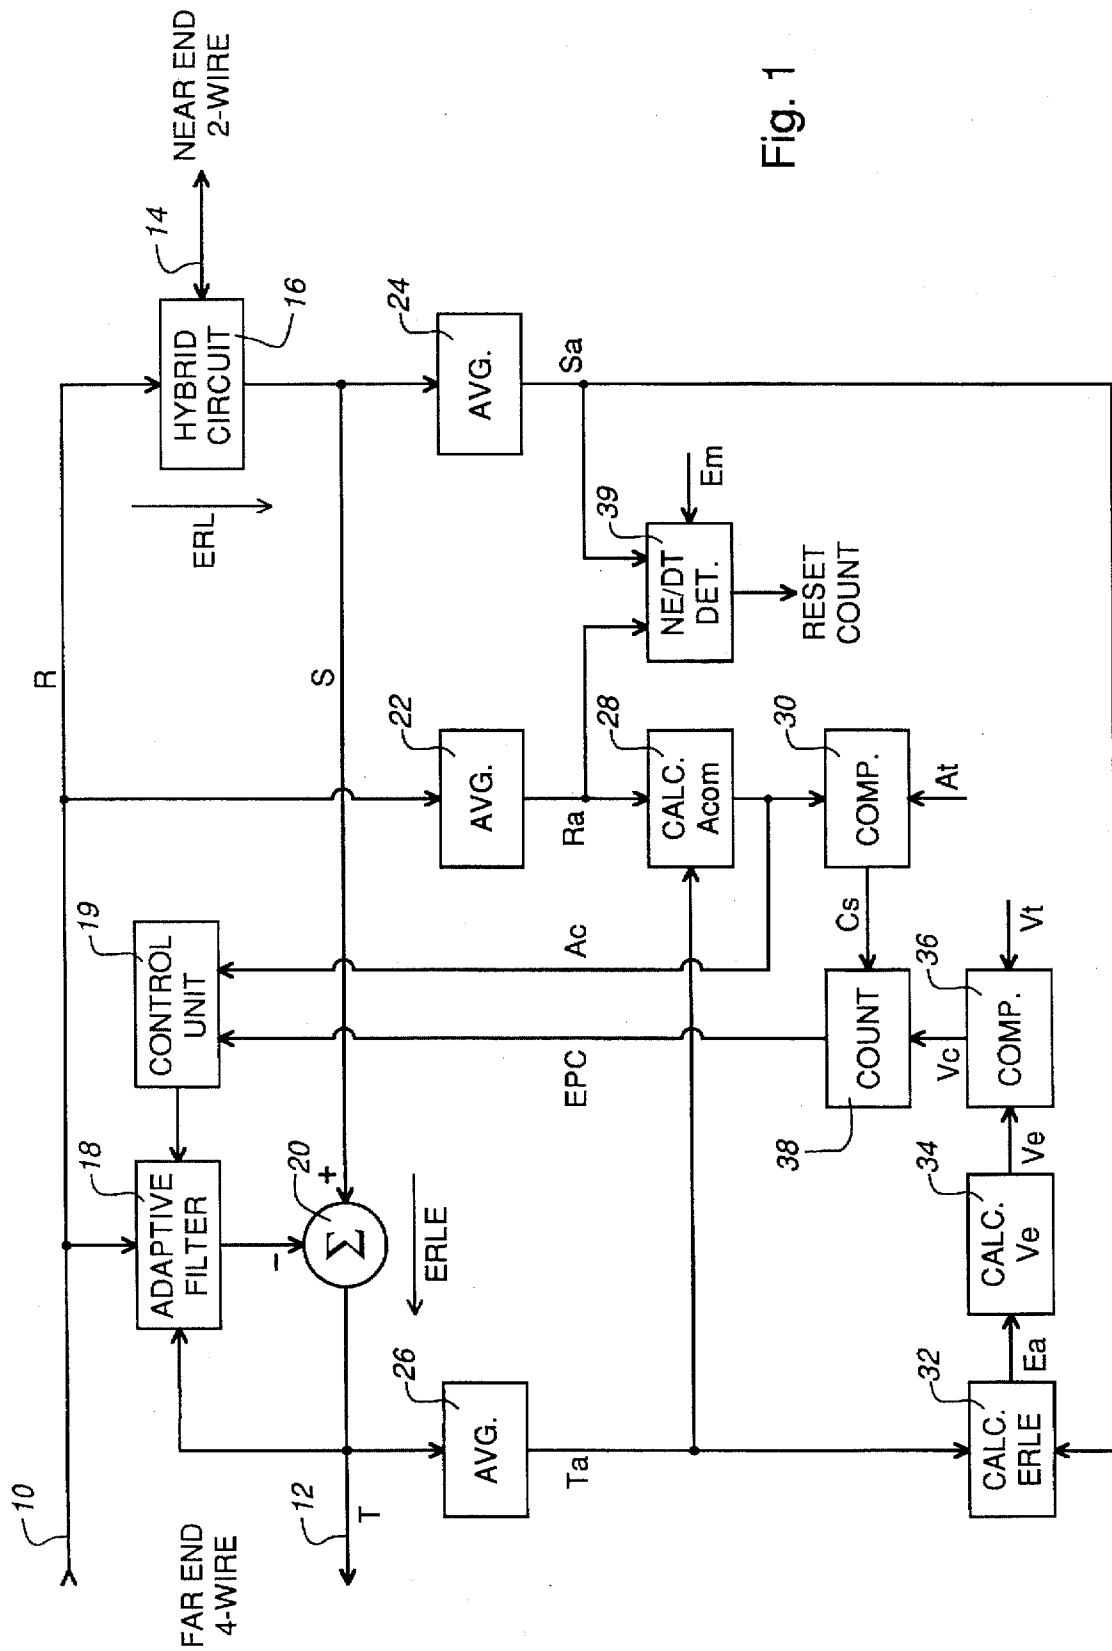 10
FAR END
4-WIRE
R
ERL
HYBRID
CIRCUIT
14
NEAR END
2-WIRE
16
ADAPTIVE
FILTER
18
CONTROL
UNIT
19
S
12
T
Σ
20
+
-
ERLE
AVG.
26
Ta
EPC
Ac
AVG.
22
Ra
AVG.
24
Sa
CALC.
Acom
28
NE/DT
DET.
39
Em
RESET
COUNT
COUNT
38
Cs
COMP.
30
At
CALC.
ERLE
32
Ea
CALC.
Ve
34
Ve
Vc
COMP.
36
Vt
Fig. 1